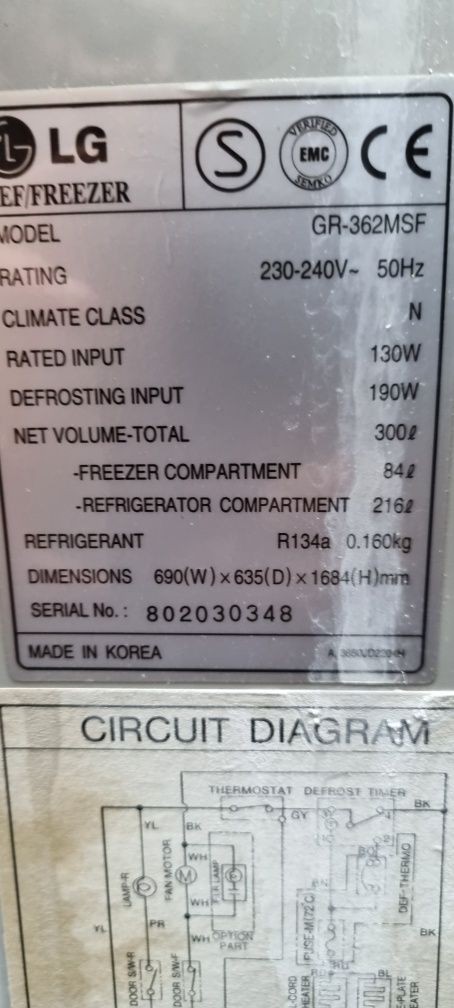 LG
S
VERIFIED
EMC
SEMKO
CE
EF/FREEZER
MODEL GR-362MSF
RATING 230-240V~ 50Hz
CLIMATE CLASS N
RATED INPUT 130W
DEFROSTING INPUT 190W
NET VOLUME-TOTAL 300ℓ
-FREEZER COMPARTMENT 84ℓ
-REFRIGERATOR COMPARTMENT 216ℓ
REFRIGERANT R134a 0.160kg
DIMENSIONS 690(W)×635(D)×1684(H)mm
SERIAL No.: 802030348
MADE IN KOREA
CIRCUIT DIAGRAM
THERMOSTAT DEFROST TIMER
BK
GY
YL
BK
WH
LAMP-R
FAN MOTOR
M
DEF-THERMO
WH
FUSE-M(72°C)
YL
PR
WH
OPTION
PART
BK
DOOR S/W-R
DOOR S/W-F
BL